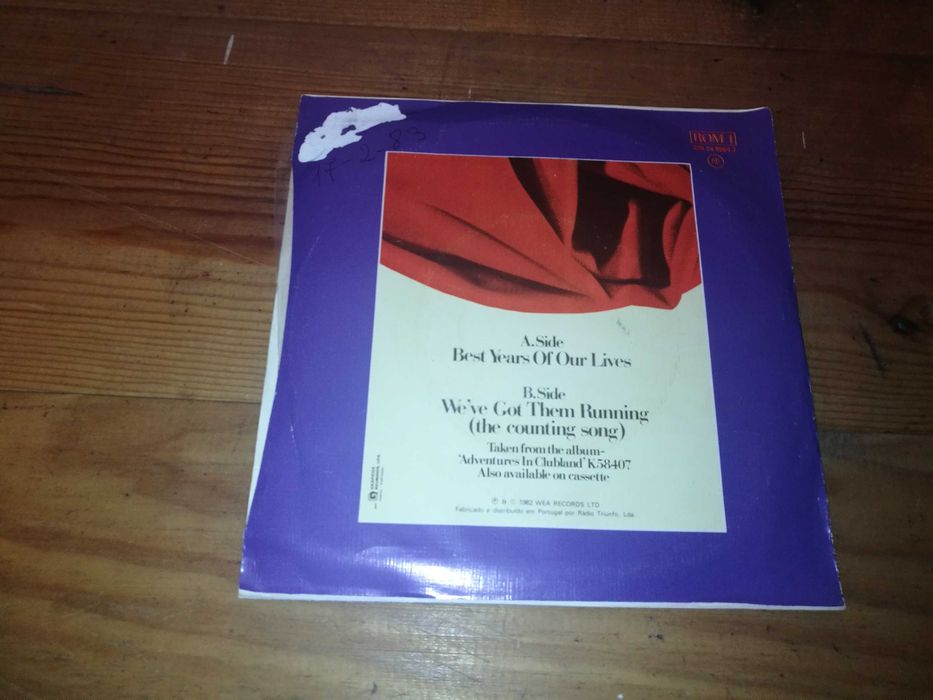 17-2-83
ROM 1
A. Side
Best Years Of Our Lives
B. Side
We've Got Them Running
(the counting song)
Taken from the album-
'Adventures In Clubland' K58407
Also available on cassette
℗ & © 1982 WEA RECORDS LTD
Fabricado e distribuido em Portugal por Rádio Triunfo, Lda.